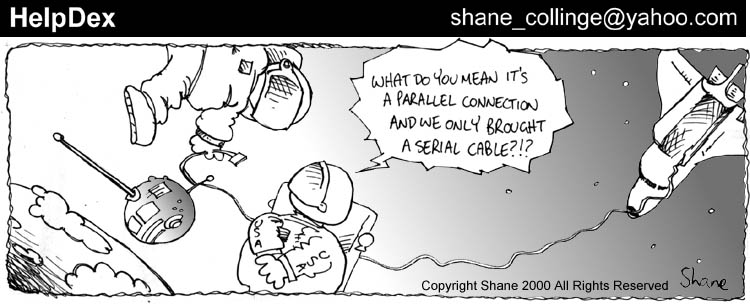 HelpDex
shane_collinge@yahoo.com
WHAT DO YOU MEAN IT'S
A PARALLEL CONNECTION
AND WE ONLY BROUGHT
A SERIAL CABLE?!?
USA
USA
Copyright Shane 2000 All Rights Reserved
Shane